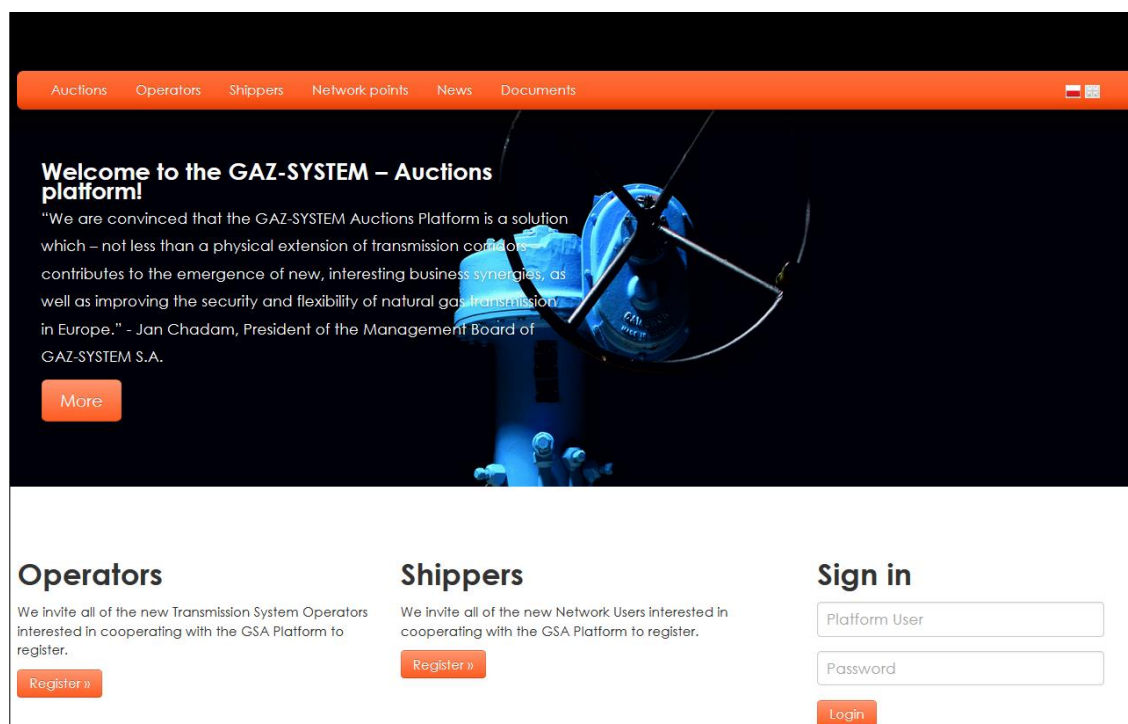 Auctions Operators Shippers Network points News Documents
Welcome to the GAZ-SYSTEM – Auctions
platform!
“We are convinced that the GAZ-SYSTEM Auctions Platform is a solution
which – not less than a physical extension of transmission corridors –
contributes to the emergence of new, interesting business synergies, as
well as improving the security and flexibility of natural gas transmission
in Europe.” - Jan Chadam, President of the Management Board of
GAZ-SYSTEM S.A.
More
Operators
We invite all of the new Transmission System Operators
interested in cooperating with the GSA Platform to
register.
Register »
Shippers
We invite all of the new Network Users interested in
cooperating with the GSA Platform to register.
Register »
Sign in
Platform User
Password
Login